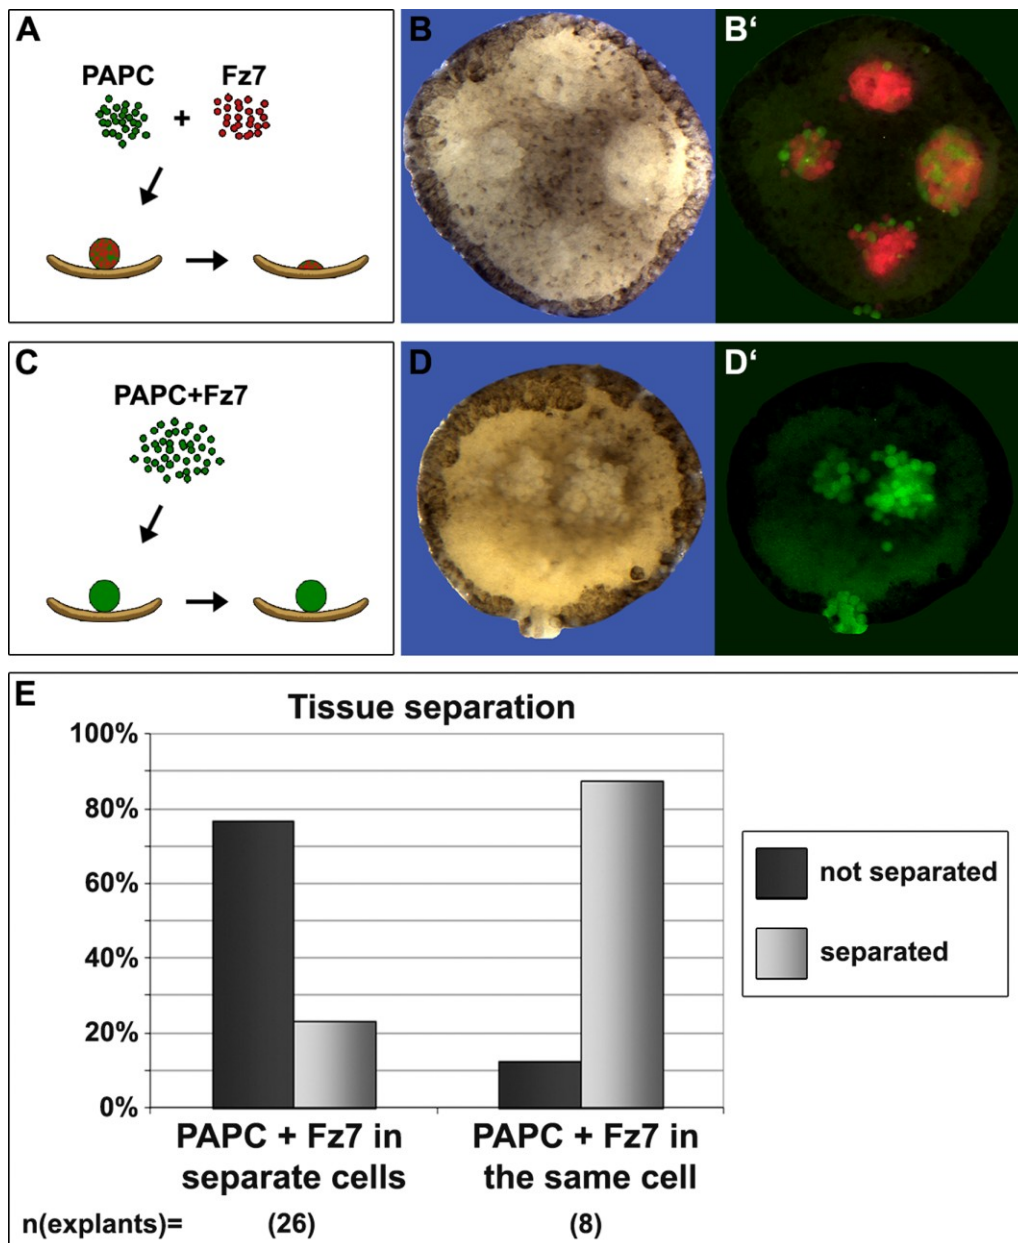 A
PAPC
+
Fz7
B
B'
C
PAPC+Fz7
D
D'
E
Tissue separation
100%
80%
60%
40%
20%
0%
not separated
separated
PAPC + Fz7 in
separate cells
PAPC + Fz7 in
the same cell
n(explants)=
(26)
(8)